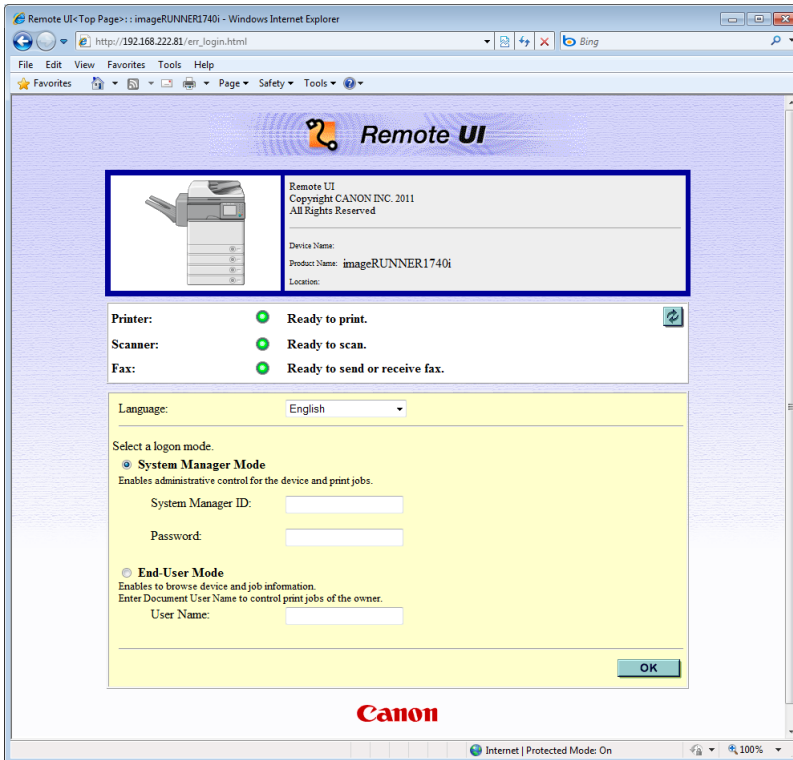 Remote UI<Top Page>: : imageRUNNER1740i - Windows Internet Explorer
http://192.168.222.81/err_login.html
Bing
File Edit View Favorites Tools Help
Favorites Page Safety Tools
Remote UI
Remote UI
Copyright CANON INC. 2011
All Rights Reserved
Device Name:
Product Name: imageRUNNER1740i
Location:
Printer: Ready to print.
Scanner: Ready to scan.
Fax: Ready to send or receive fax.
Language: English
Select a logon mode.
System Manager Mode
Enables administrative control for the device and print jobs.
System Manager ID:
Password:
End-User Mode
Enables to browse device and job information.
Enter Document User Name to control print jobs of the owner.
User Name:
OK
Canon
Internet | Protected Mode: On 100%